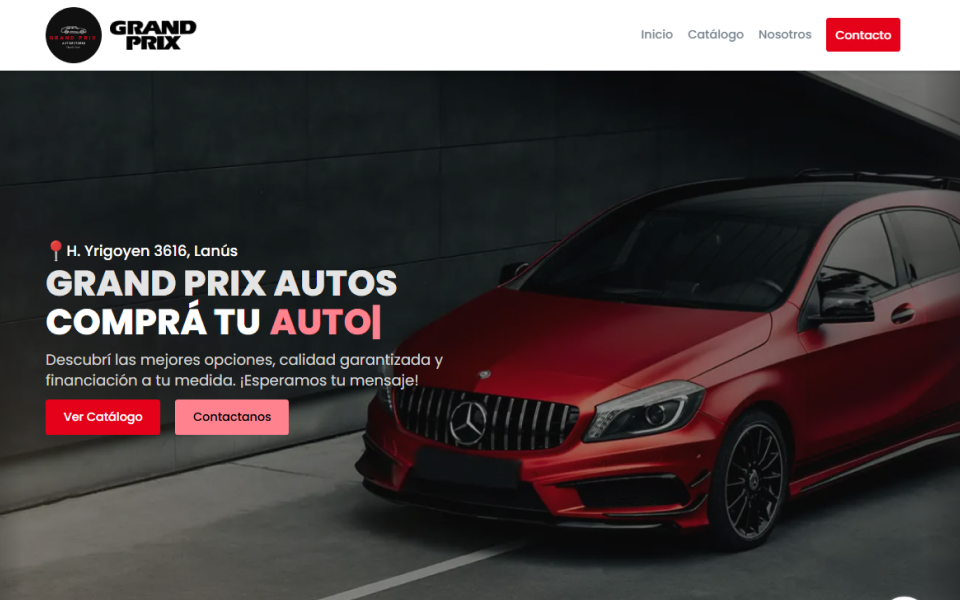 GRAND PRIX
GRAND
PRIX
Inicio
Catálogo
Nosotros
Contacto
H. Yrigoyen 3616, Lanús
GRAND PRIX AUTOS
COMPRÁ TU AUTO|
Descubrí las mejores opciones, calidad garantizada y
financiación a tu medida. ¡Esperamos tu mensaje!
Ver Catálogo
Contactanos